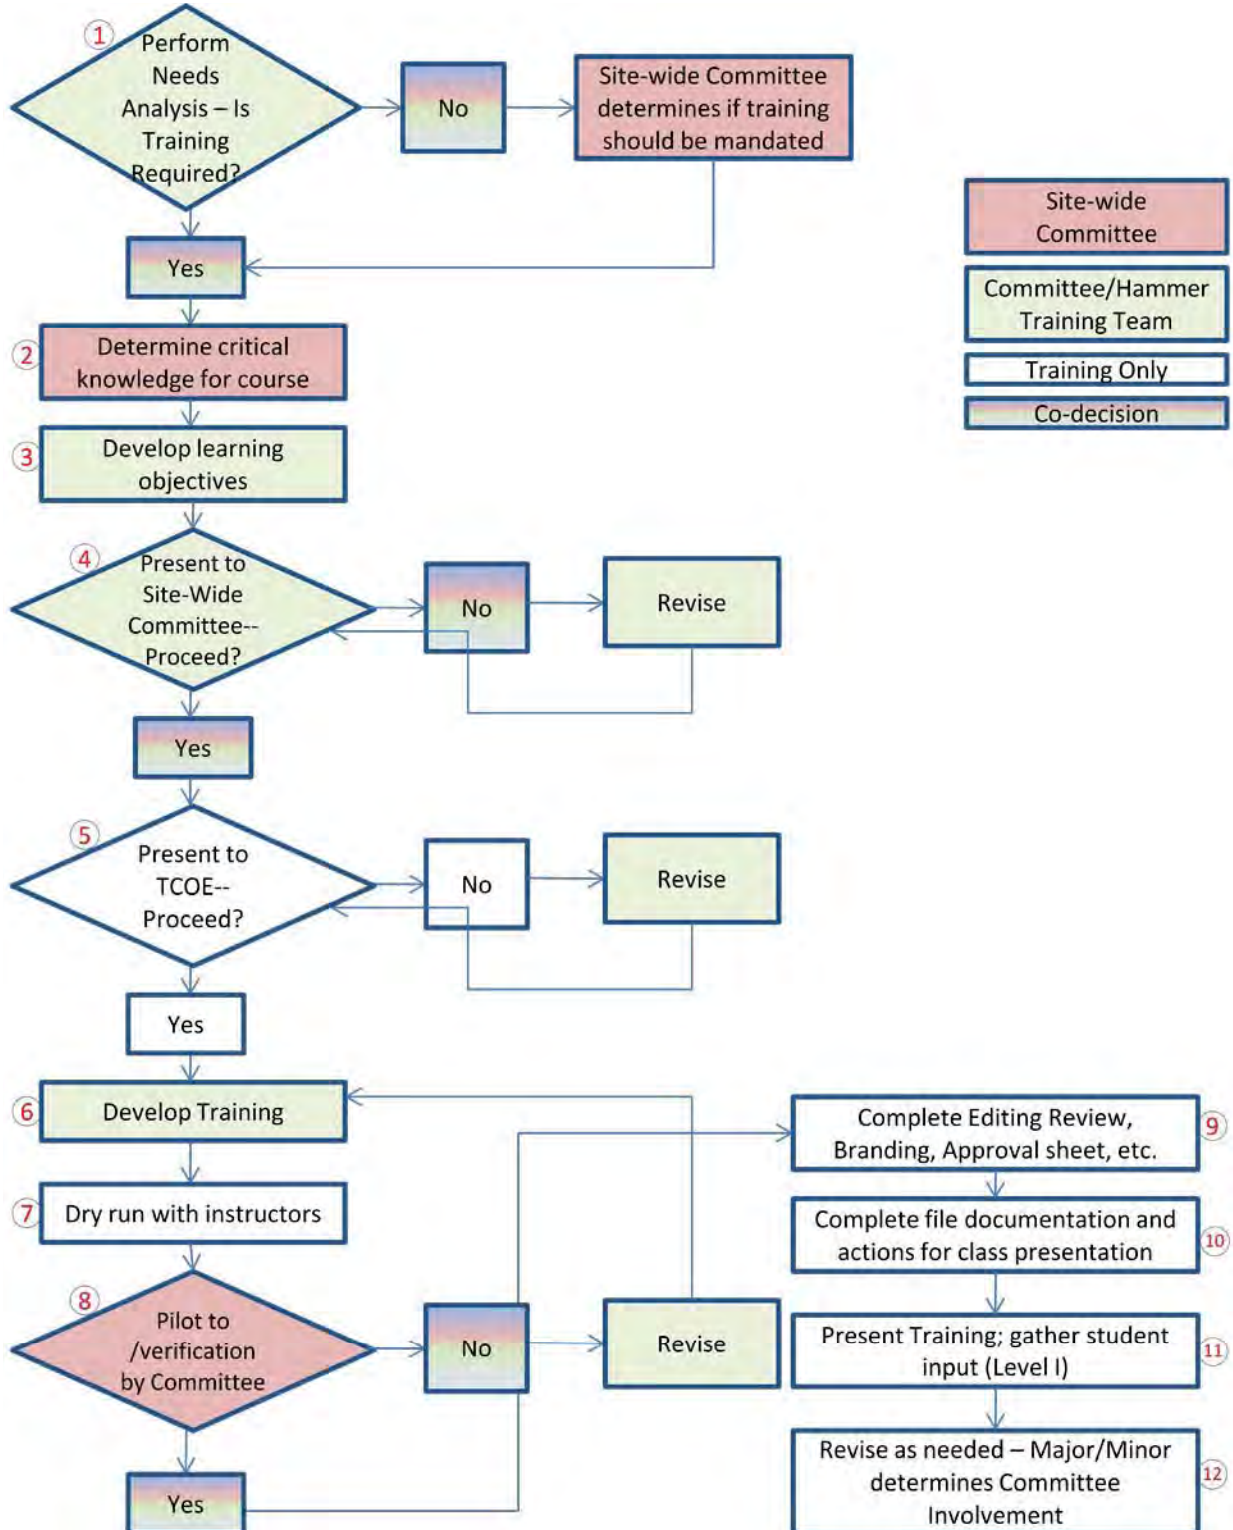 1
Perform
Needs
Analysis – Is
Training
Required?
No
Site-wide Committee
determines if training
should be mandated
Site-wide
Committee
Committee/Hammer
Training Team
Training Only
Co-decision
Yes
2
Determine critical
knowledge for course
3
Develop learning
objectives
4
Present to
Site-Wide
Committee--
Proceed?
No
Revise
Yes
5
Present to
TCOE--
Proceed?
No
Revise
Yes
6
Develop Training
7
Dry run with instructors
8
Pilot to
/verification
by Committee
No
Revise
Yes
Complete Editing Review,
Branding, Approval sheet, etc.
9
Complete file documentation and
actions for class presentation
10
Present Training; gather student
input (Level I)
11
Revise as needed – Major/Minor
determines Committee
Involvement
12